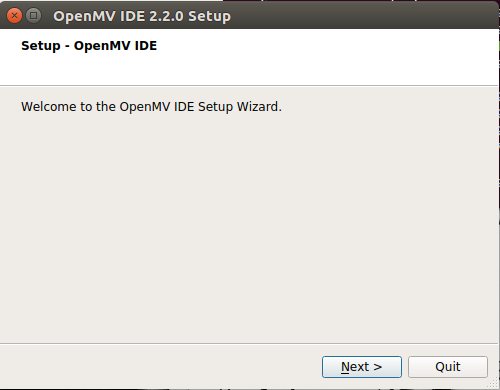 OpenMV IDE 2.2.0 Setup
Setup - OpenMV IDE
Welcome to the OpenMV IDE Setup Wizard.
Next >
Quit